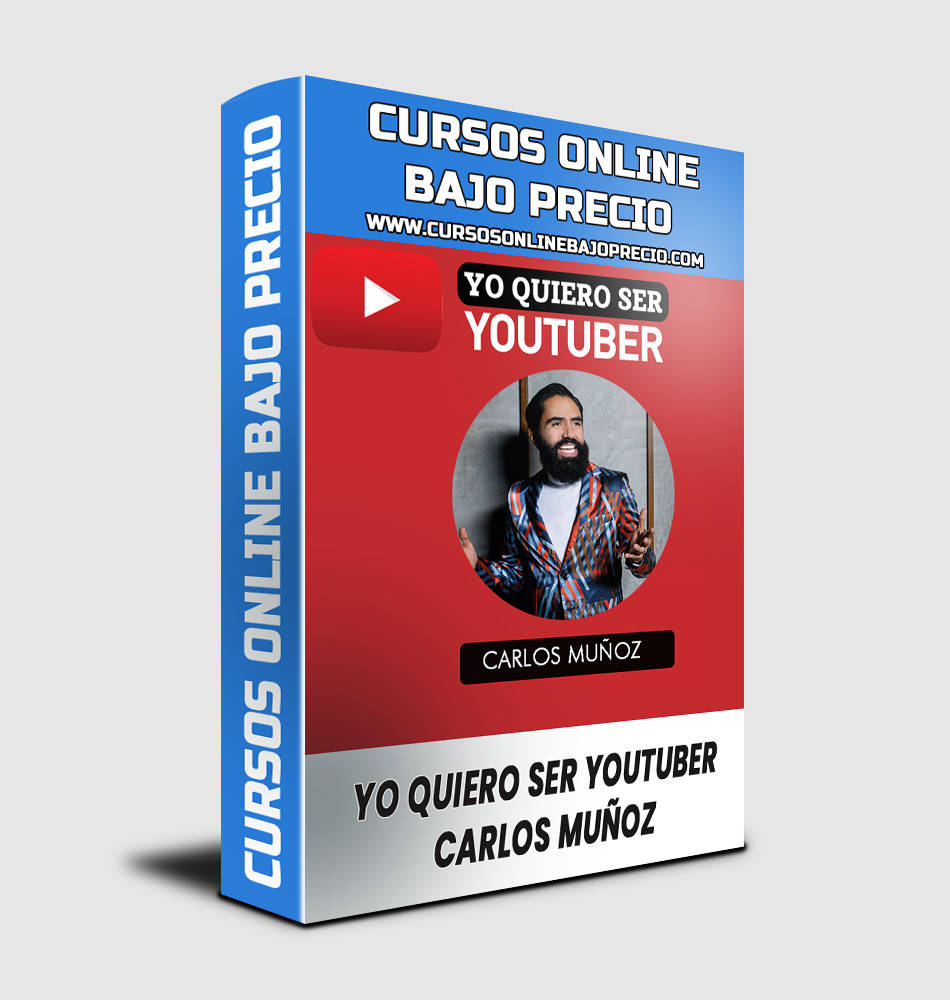 CURSOS ONLINE BAJO PRECIO
CURSOS ONLINE
BAJO PRECIO
WWW.CURSOSONLINEBAJOPRECIO.COM
YO QUIERO SER
YOUTUBER
CARLOS MUÑOZ
YO QUIERO SER YOUTUBER
CARLOS MUÑOZ